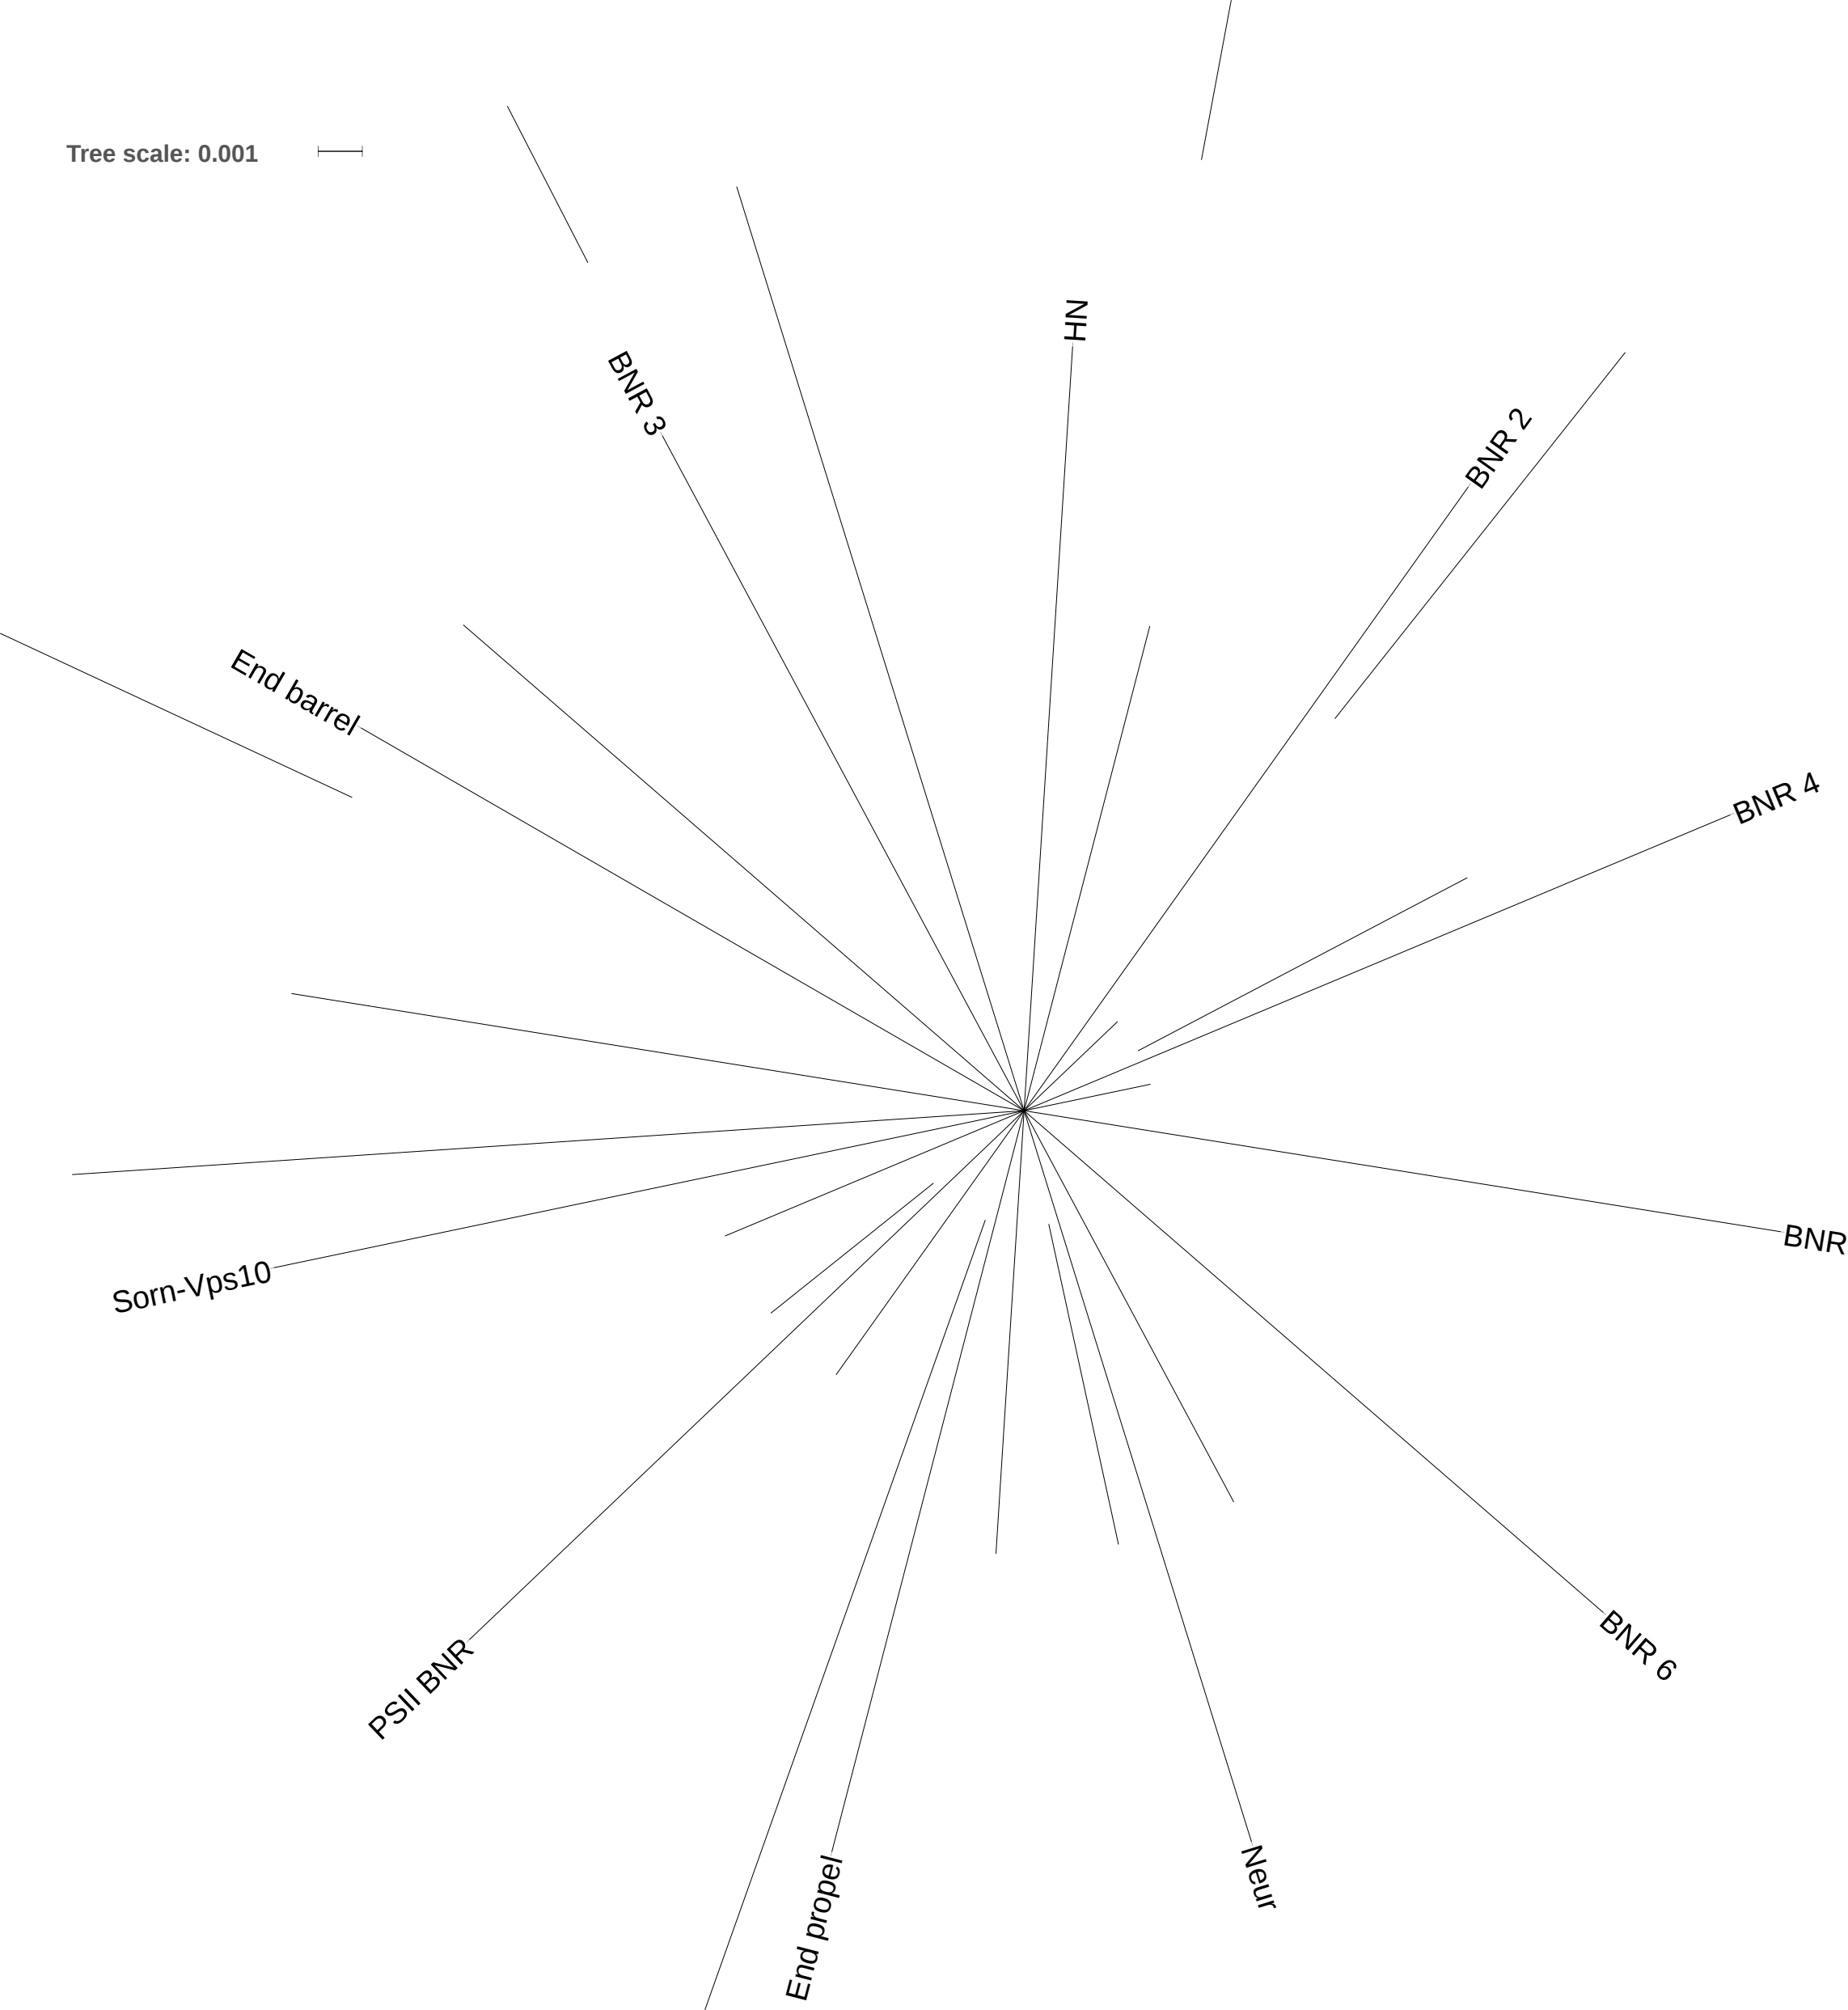 Tree scale: 0.001
HN
BNR 3
BNR 2
End barrel
BNR 4
BNR
Sorn-Vps10
BNR 6
PSII BNR
Neur
End propel